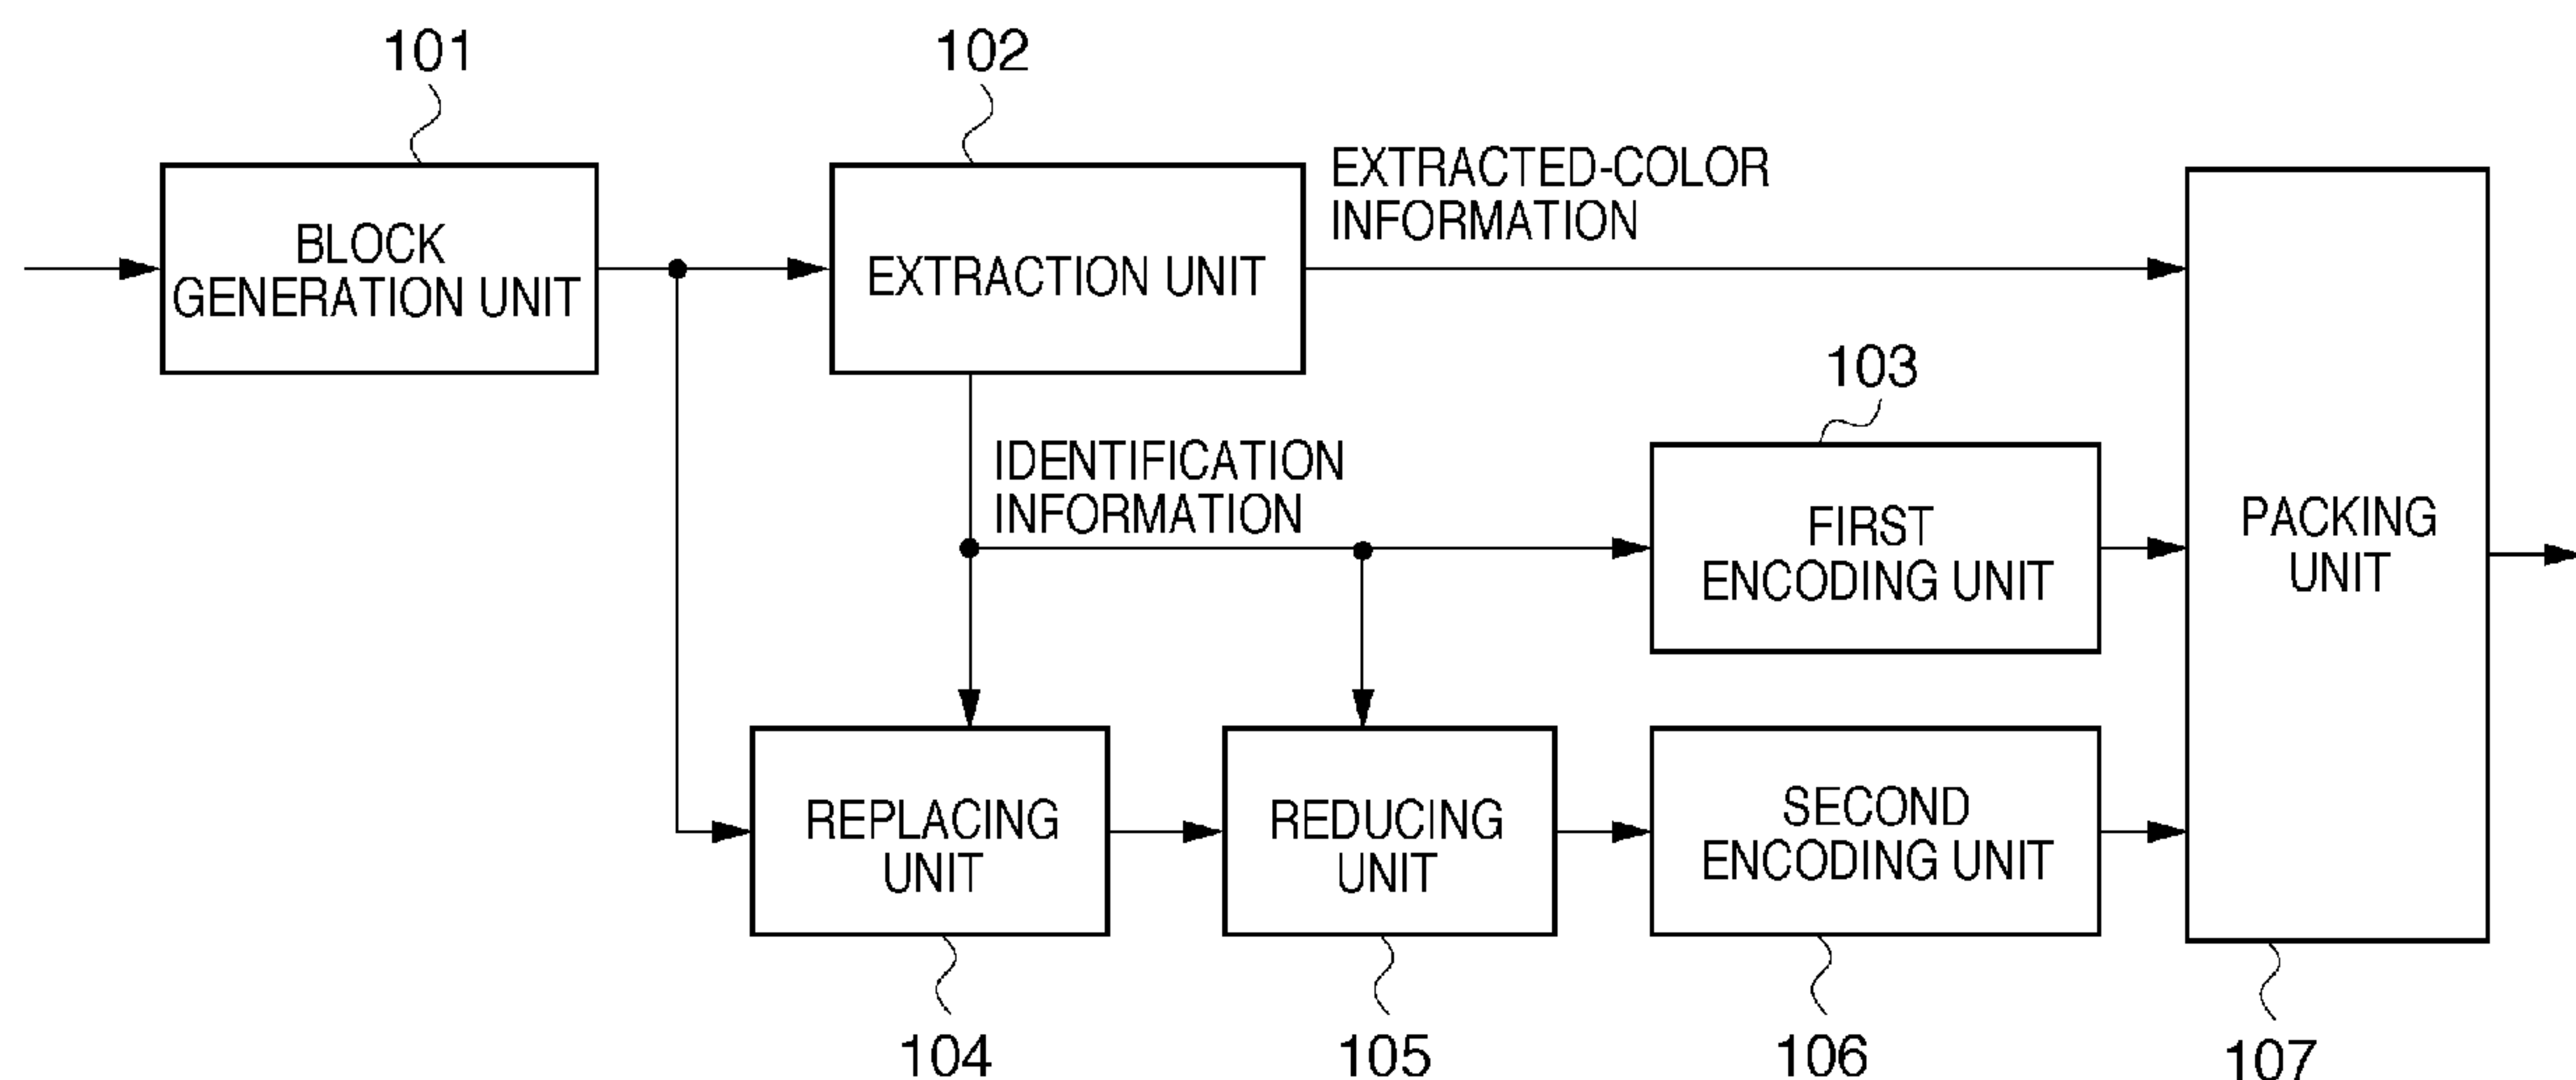 101
102
BLOCK
GENERATION UNIT
EXTRACTION UNIT
EXTRACTED-COLOR
INFORMATION
103
IDENTIFICATION
INFORMATION
FIRST
ENCODING UNIT
PACKING
UNIT
REPLACING
UNIT
REDUCING
UNIT
SECOND
ENCODING UNIT
104
105
106
107